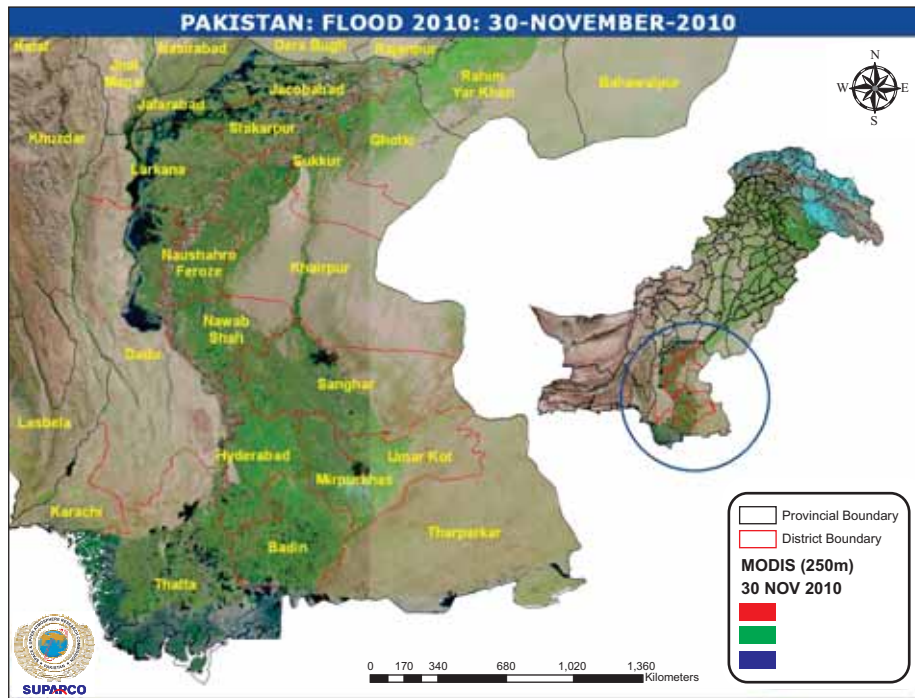 PAKISTAN: FLOOD 2010: 30-NOVEMBER-2010
Nasirabad
Dera Bugti
Rajanpur
Jhal
Magsi
Rahim
Yar Khan
Bahawalpur
Jafarabad
Jacobabad
Khuzdar
Shikarpur
Ghotki
Sukkur
Larkana
Naushahro
Feroze
Khairpur
Nawab
Shah
Dadu
Sanghar
Lasbela
Hyderabad
Umar Kot
Mirpurkhas
Karachi
Tharparkar
Badin
Thatta
N
W
E
S
Provincial Boundary
District Boundary
MODIS (250m)
30 NOV 2010
0 170 340 680 1,020 1,360
Kilometers
SUPARCO